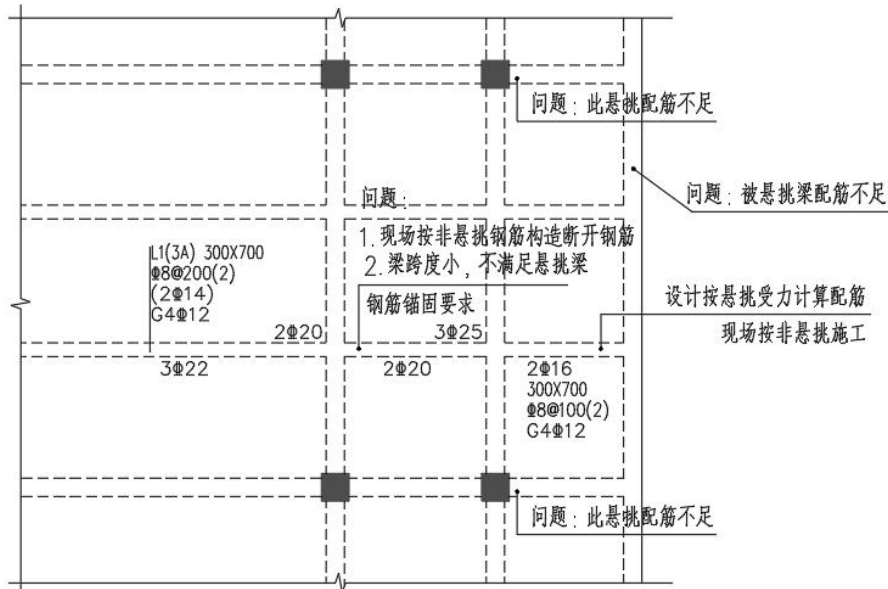 问题：此悬挑配筋不足
问题：被悬挑梁配筋不足
问题：
1.现场按非悬挑钢筋构造断开钢筋
2.梁跨度小，不满足悬挑梁
钢筋锚固要求
L1(3A) 300X700
Φ8@200(2)
(2Φ14)
G4Φ12
设计按悬挑受力计算配筋
现场按非悬挑施工
2Φ20
3Φ25
3Φ22
2Φ20
2Φ16
300X700
Φ8@100(2)
G4Φ12
问题：此悬挑配筋不足